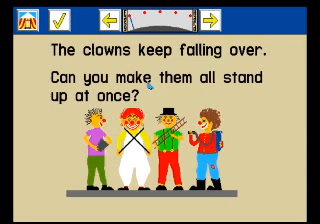 The clowns keep falling over.
Can you make them all stand
up at once?